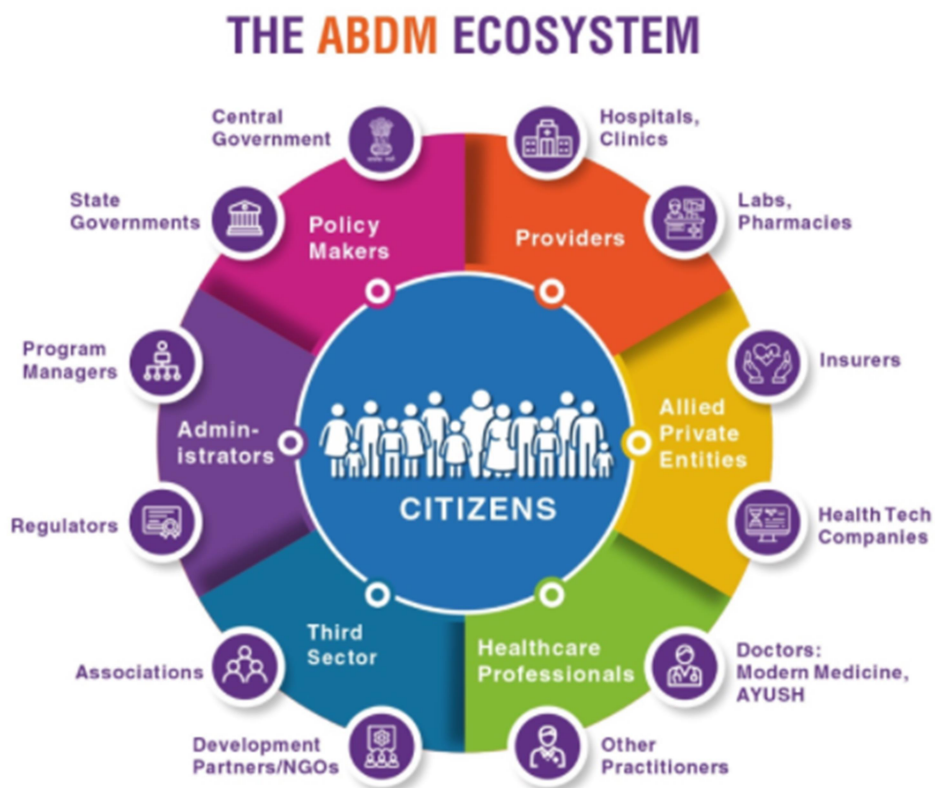 THE ABDM ECOSYSTEM
Central
Government
Hospitals,
Clinics
State
Governments
Policy
Makers
Providers
Labs,
Pharmacies
Program
Managers
Insurers
Admin-
istrators
Allied
Private
Entities
CITIZENS
Regulators
Health Tech
Companies
Third
Sector
Healthcare
Professionals
Associations
Doctors:
Modern Medicine,
AYUSH
Development
Partners/NGOs
Other
Practitioners